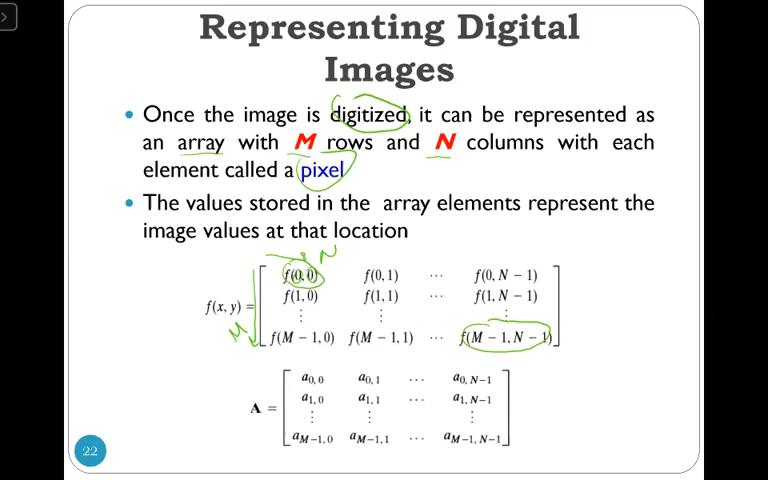 Representing Digital
Images
• Once the image is digitized, it can be represented as
an array with M rows and N columns with each
element called a pixel
• The values stored in the array elements represent the
image values at that location
N
f(0,0) f(0,1) ⋯ f(0,N−1)
f(1,0) f(1,1) ⋯ f(1,N−1)
f(x,y) =
⋮ ⋮ ⋮
M
f(M−1,0) f(M−1,1) ⋯ f(M−1,N−1)
a0,0 a0,1 ⋯ a0,N−1
a1,0 a1,1 ⋯ a1,N−1
A =
⋮ ⋮ ⋮
aM−1,0 aM−1,1 ⋯ aM−1,N−1
22